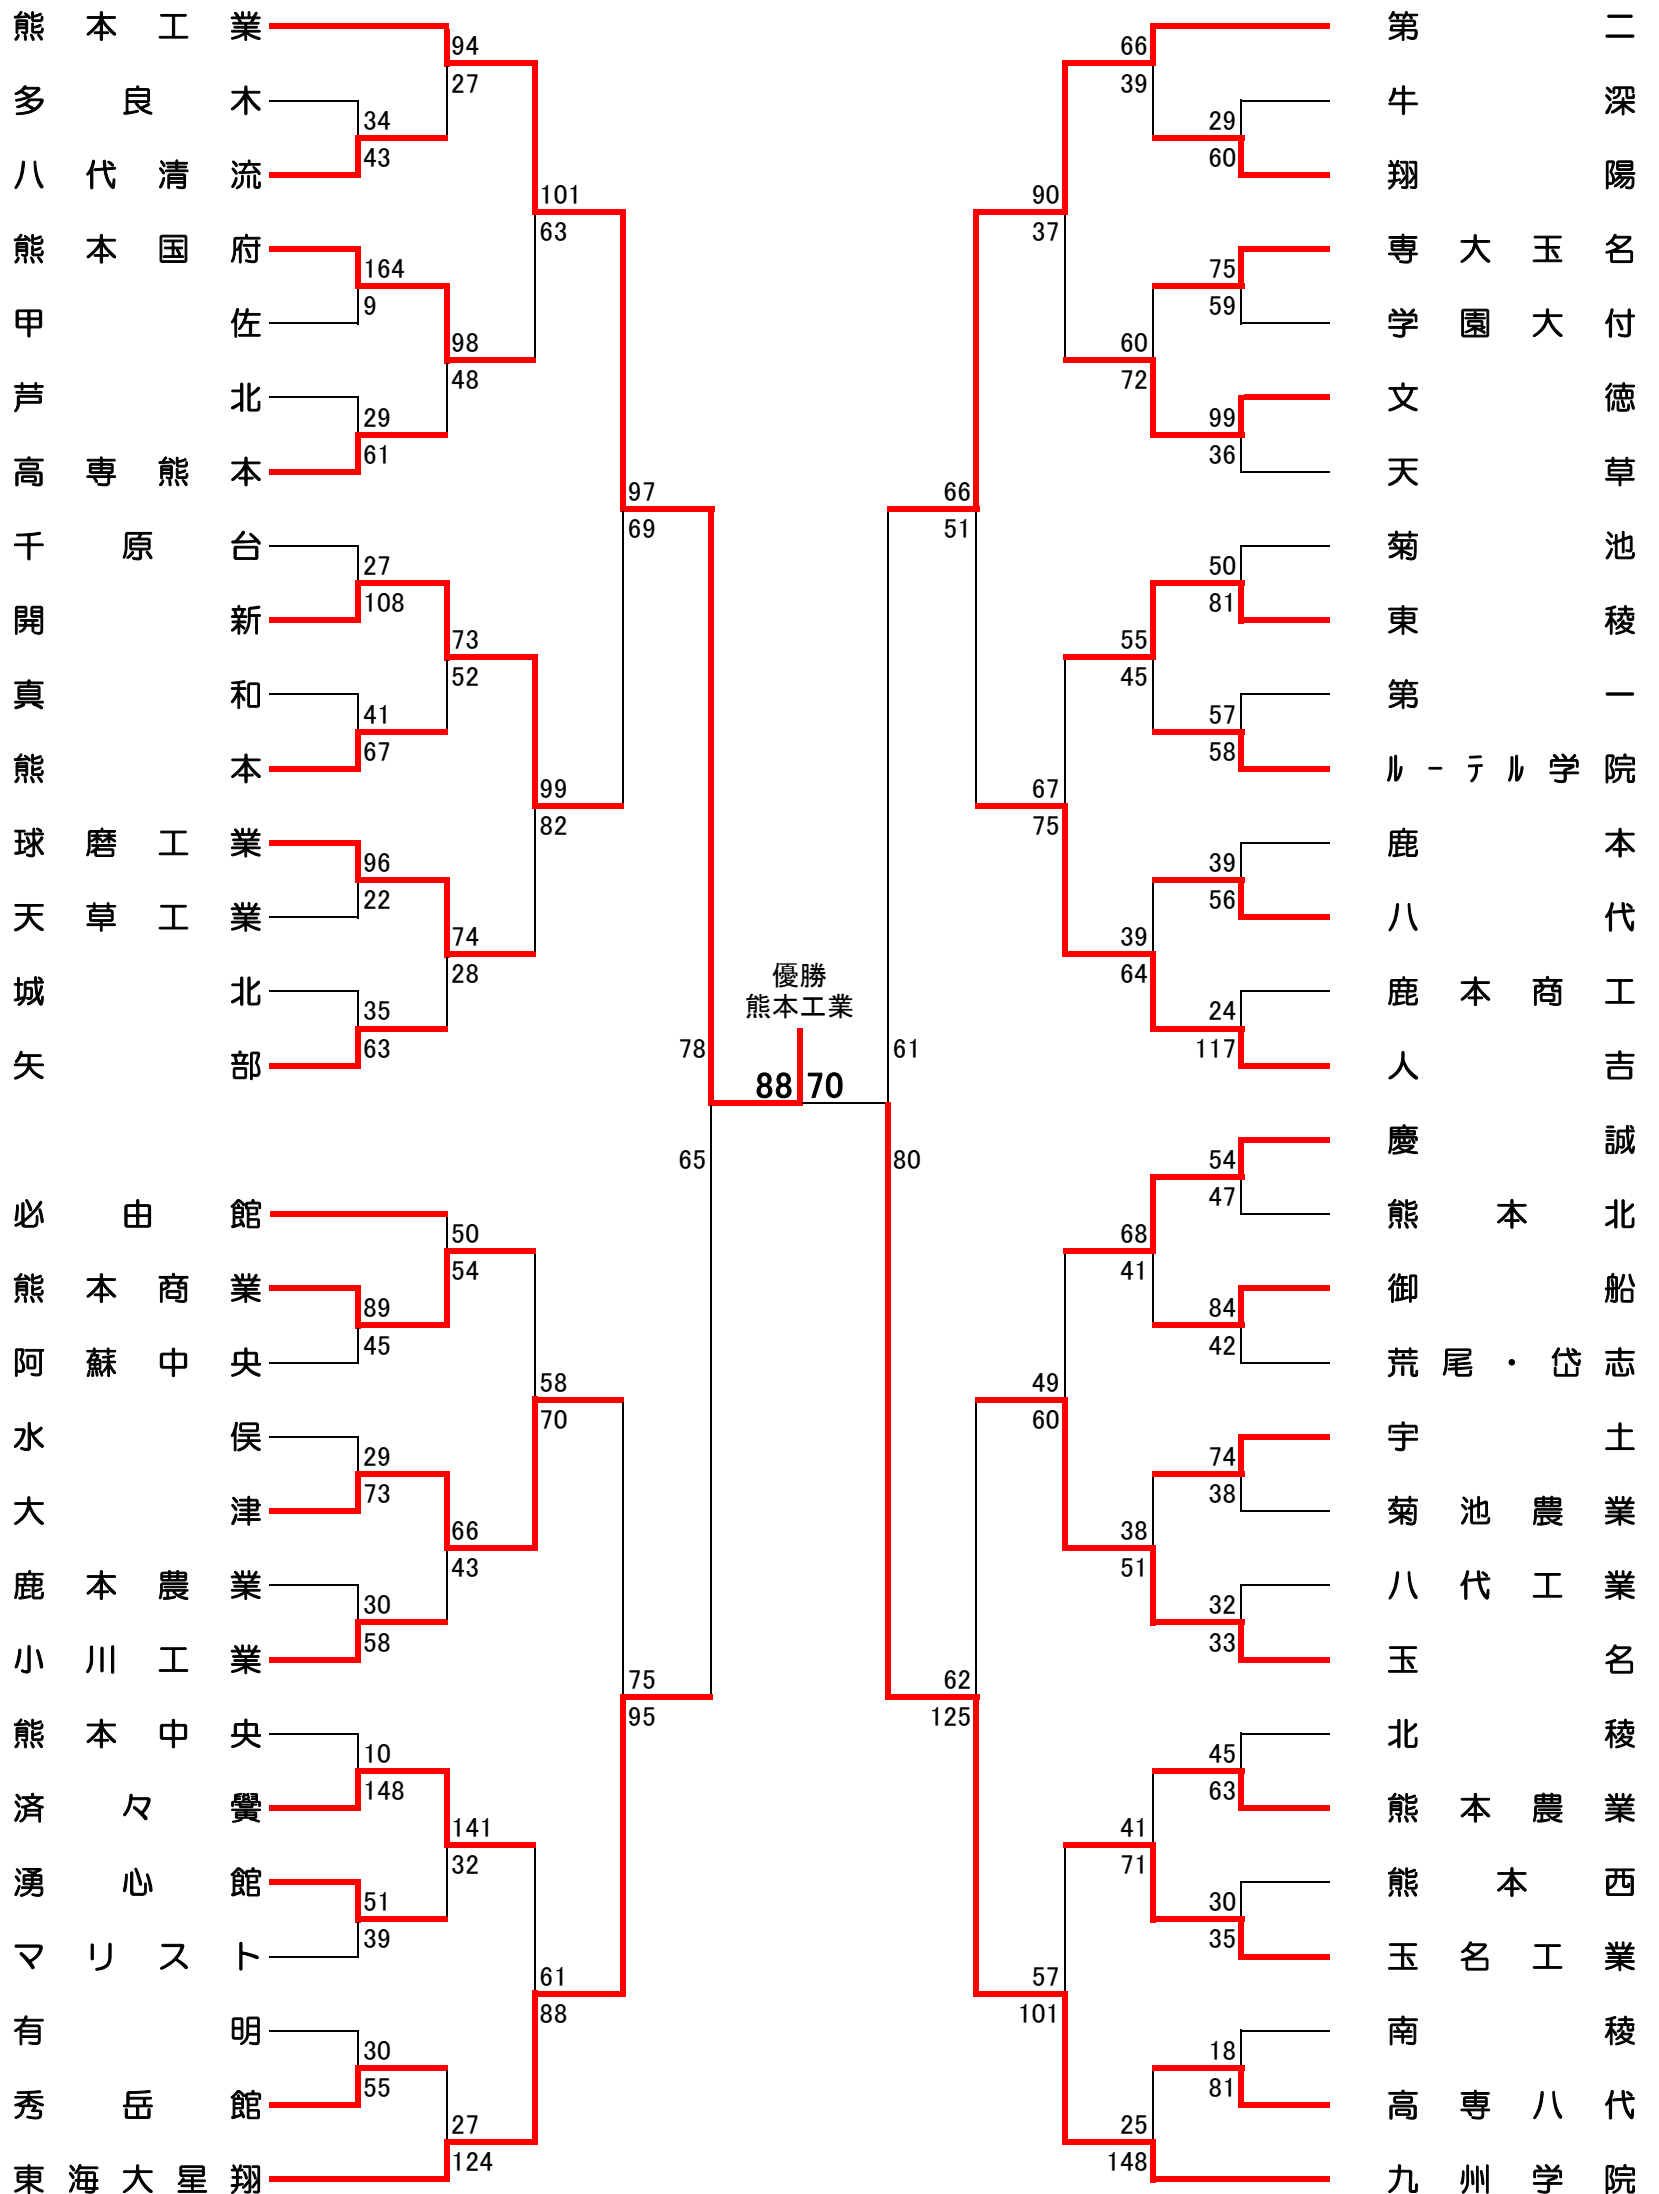 熊本工業
多良木
八代清流
熊本国府
甲佐
芦北
高専熊本
千原台
開新
真和
熊本
球磨工業
天草工業
城北
矢部
必由館
熊本商業
阿蘇中央
水俣
大津
鹿本農業
小川工業
熊本中央
済々黌
湧心館
マリスト
有明
秀岳館
東海大星翔
34
43
164
9
29
61
27
108
41
67
96
22
35
63
89
45
29
73
30
58
10
148
51
39
30
55
94
27
98
48
73
52
74
28
50
54
66
43
141
32
27
124
101
63
99
82
58
70
61
88
97
69
75
95
78
65
優勝
熊本工業
88 70
61
80
66
51
62
125
90
37
67
75
49
60
57
101
66
39
60
72
55
45
39
64
68
41
38
51
41
71
25
148
29
60
75
59
99
36
50
81
57
58
39
56
24
117
54
47
84
42
74
38
32
33
45
63
30
35
18
81
第二
牛深
翔陽
専大玉名
学園大付
文徳
天草
菊池
東稜
第一
ﾙｰﾃﾙ学院
鹿本
八代
鹿本商工
人吉
慶誠
熊本北
御船
荒尾・岱志
宇土
菊池農業
八代工業
玉名
北稜
熊本農業
熊本西
玉名工業
南稜
高専八代
九州学院